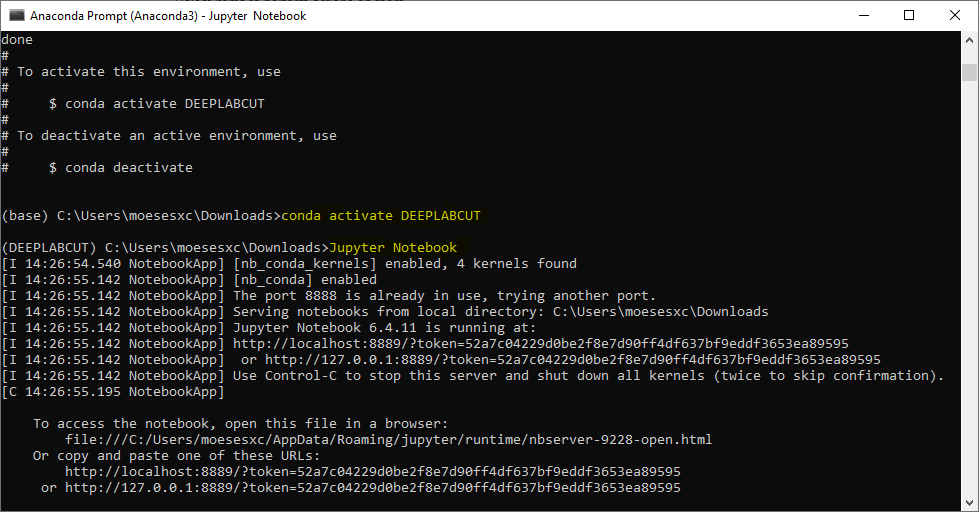 Anaconda Prompt (Anaconda3) - Jupyter Notebook
done
#
# To activate this environment, use
#
#     $ conda activate DEEPLABCUT
#
# To deactivate an active environment, use
#
#     $ conda deactivate
(base) C:\Users\moesesxc\Downloads>conda activate DEEPLABCUT
(DEEPLABCUT) C:\Users\moesesxc\Downloads>Jupyter Notebook
[I 14:26:54.540 NotebookApp] [nb_conda_kernels] enabled, 4 kernels found
[I 14:26:55.142 NotebookApp] [nb_conda] enabled
[I 14:26:55.142 NotebookApp] The port 8888 is already in use, trying another port.
[I 14:26:55.142 NotebookApp] Serving notebooks from local directory: C:\Users\moesesxc\Downloads
[I 14:26:55.142 NotebookApp] Jupyter Notebook 6.4.11 is running at:
[I 14:26:55.142 NotebookApp] http://localhost:8889/?token=52a7c04229d0be2f8e7d90ff4df637bf9eddf3653ea89595
[I 14:26:55.142 NotebookApp]  or http://127.0.0.1:8889/?token=52a7c04229d0be2f8e7d90ff4df637bf9eddf3653ea89595
[I 14:26:55.142 NotebookApp] Use Control-C to stop this server and shut down all kernels (twice to skip confirmation).
[C 14:26:55.195 NotebookApp]
    To access the notebook, open this file in a browser:
        file:///C:/Users/moesesxc/AppData/Roaming/jupyter/runtime/nbserver-9228-open.html
    Or copy and paste one of these URLs:
        http://localhost:8889/?token=52a7c04229d0be2f8e7d90ff4df637bf9eddf3653ea89595
     or http://127.0.0.1:8889/?token=52a7c04229d0be2f8e7d90ff4df637bf9eddf3653ea89595